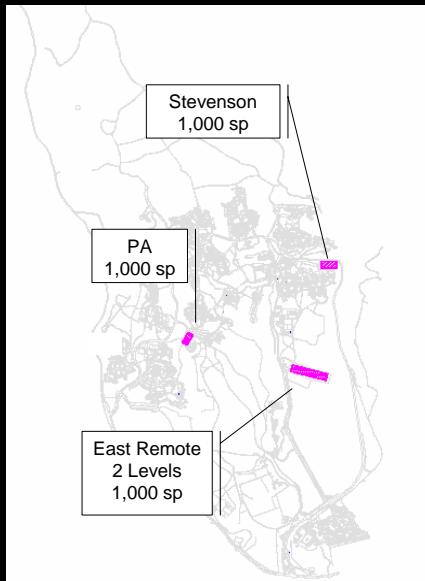 Stevenson
1,000 sp
PA
1,000 sp
East Remote
2 Levels
1,000 sp